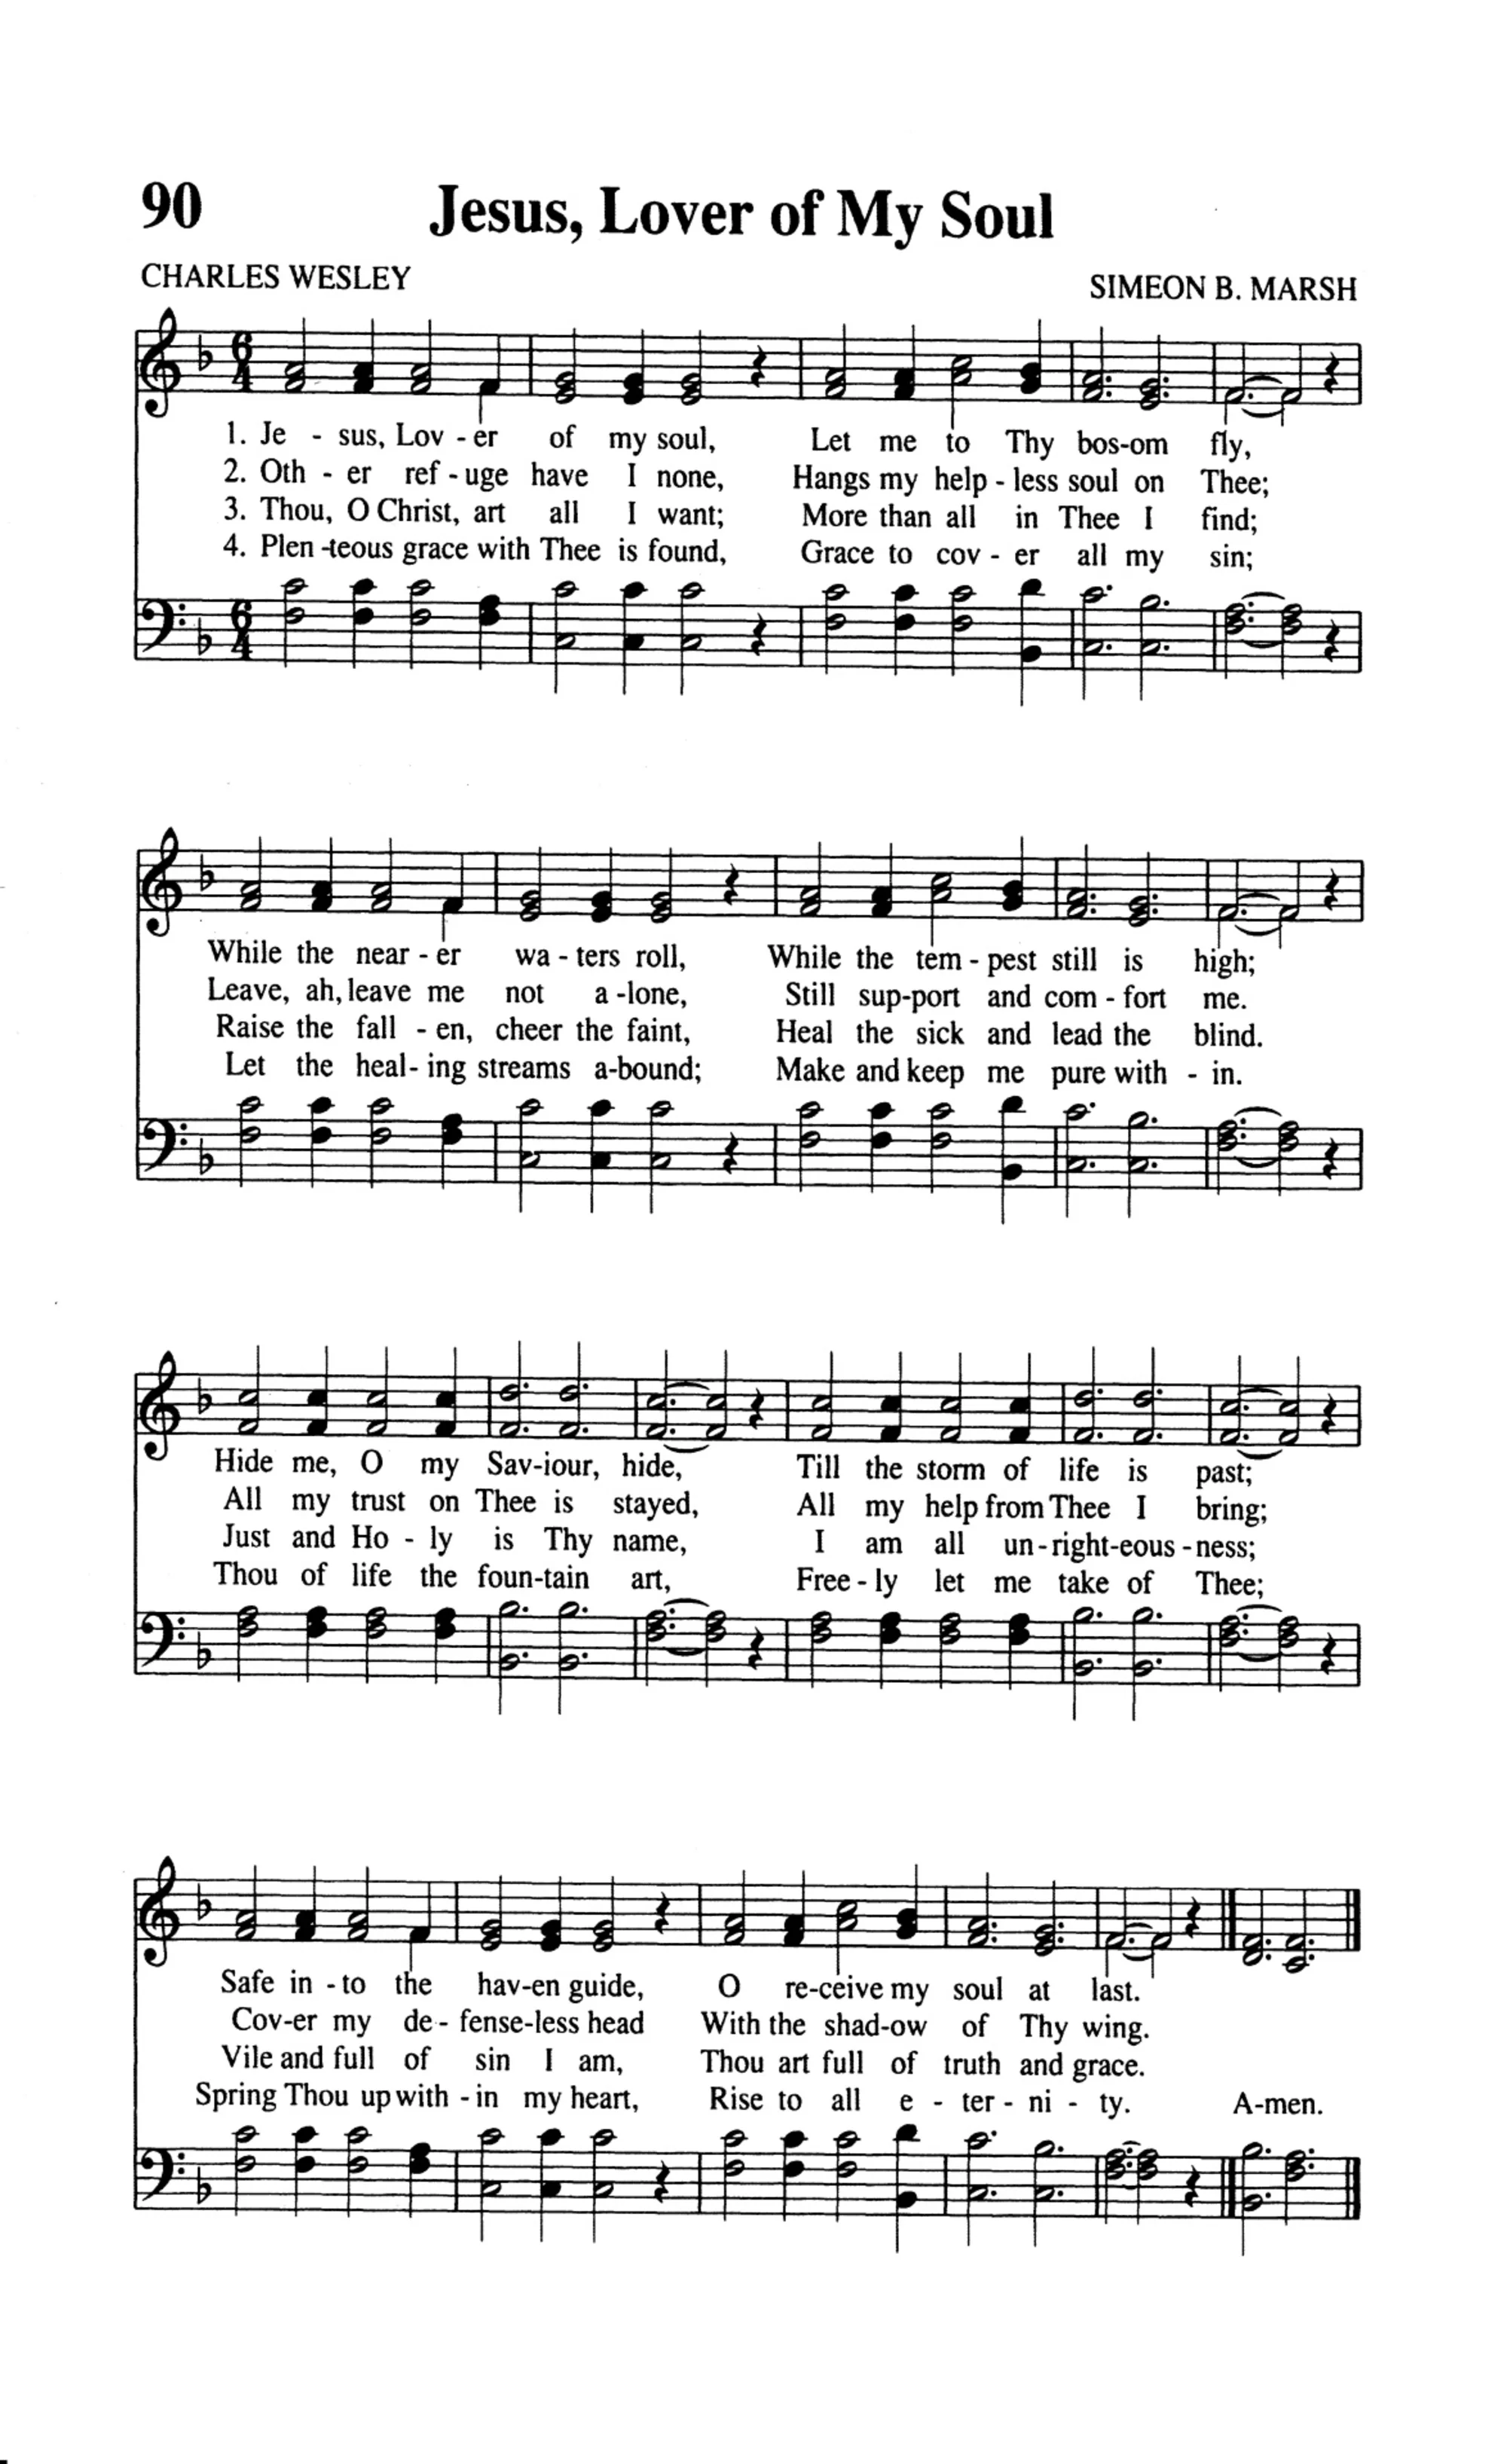 90 Jesus, Lover of My Soul
CHARLES WESLEY SIMEON B. MARSH
1. Je - sus, Lov - er of my soul, Let me to Thy bos-om fly,
2. Oth - er ref - uge have I none, Hangs my help - less soul on Thee;
3. Thou, O Christ, art all I want; More than all in Thee I find;
4. Plen -teous grace with Thee is found, Grace to cov - er all my sin;
While the near - er wa - ters roll, While the tem - pest still is high;
Leave, ah, leave me not a -lone, Still sup-port and com - fort me.
Raise the fall - en, cheer the faint, Heal the sick and lead the blind.
Let the heal- ing streams a-bound; Make and keep me pure with - in.
Hide me, O my Sav-iour, hide, Till the storm of life is past;
All my trust on Thee is stayed, All my help from Thee I bring;
Just and Ho - ly is Thy name, I am all un-right-eous -ness;
Thou of life the foun-tain art, Free - ly let me take of Thee;
Safe in - to the hav-en guide, O re-ceive my soul at last.
Cov-er my de - fense-less head With the shad-ow of Thy wing.
Vile and full of sin I am, Thou art full of truth and grace.
Spring Thou up with - in my heart, Rise to all e - ter - ni - ty. A-men.